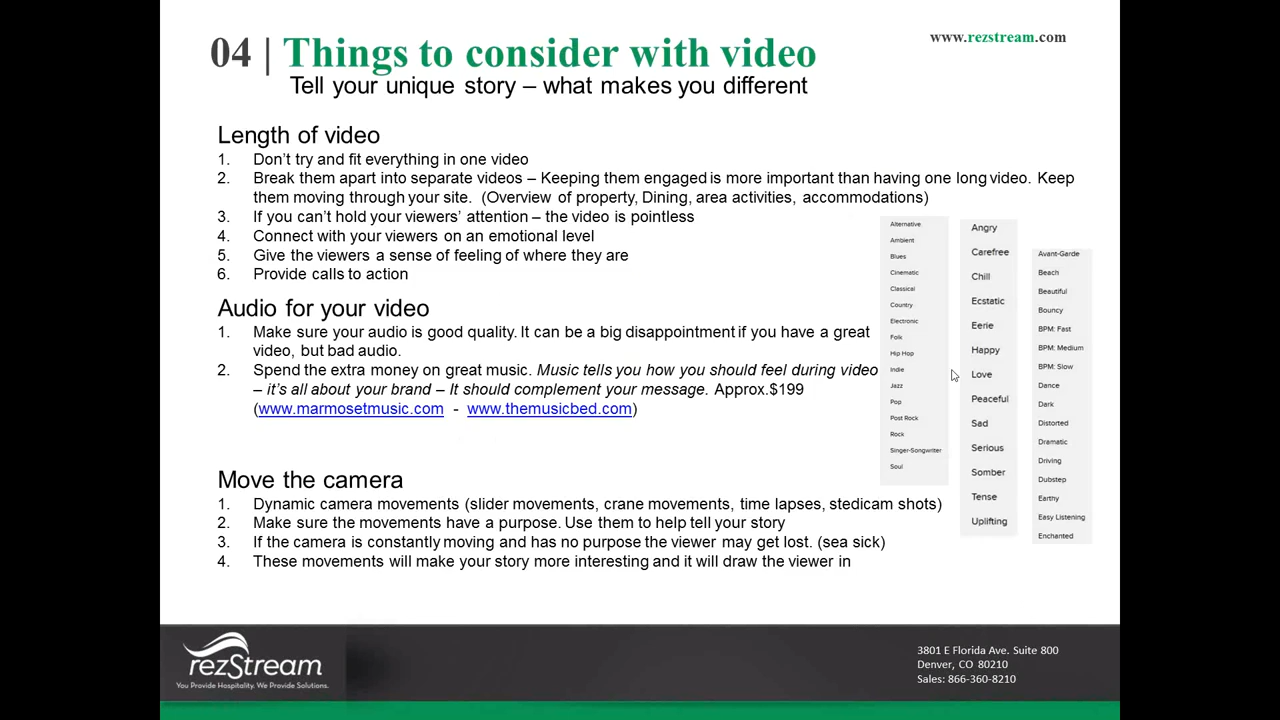 04 | Things to consider with video
www.rezstream.com
Tell your unique story – what makes you different
Length of video
1. Don't try and fit everything in one video
2. Break them apart into separate videos – Keeping them engaged is more important than having one long video. Keep
them moving through your site. (Overview of property, Dining, area activities, accommodations)
3. If you can't hold your viewers' attention – the video is pointless
4. Connect with your viewers on an emotional level
5. Give the viewers a sense of feeling of where they are
6. Provide calls to action
Audio for your video
1. Make sure your audio is good quality. It can be a big disappointment if you have a great
video, but bad audio.
2. Spend the extra money on great music. Music tells you how you should feel during video
– it's all about your brand – It should complement your message. Approx.$199
(www.marmosetmusic.com - www.themusicbed.com)
Move the camera
1. Dynamic camera movements (slider movements, crane movements, time lapses, stedicam shots)
2. Make sure the movements have a purpose. Use them to help tell your story
3. If the camera is constantly moving and has no purpose the viewer may get lost. (sea sick)
4. These movements will make your story more interesting and it will draw the viewer in
Alternative
Ambient
Blues
Cinematic
Classical
Country
Electronic
Folk
Hip Hop
Indie
Jazz
Pop
Post Rock
Rock
Singer-Songwriter
Soul
Angry
Carefree
Chill
Ecstatic
Eerie
Happy
Love
Peaceful
Sad
Serious
Somber
Tense
Uplifting
Avant-Garde
Beach
Beautiful
Bouncy
BPM: Fast
BPM: Medium
BPM: Slow
Dance
Dark
Distorted
Dramatic
Driving
Dubstep
Earthy
Easy Listening
Enchanted
rezStream
You Provide Hospitality. We Provide Solutions.
3801 E Florida Ave. Suite 800
Denver, CO 80210
Sales: 866-360-8210